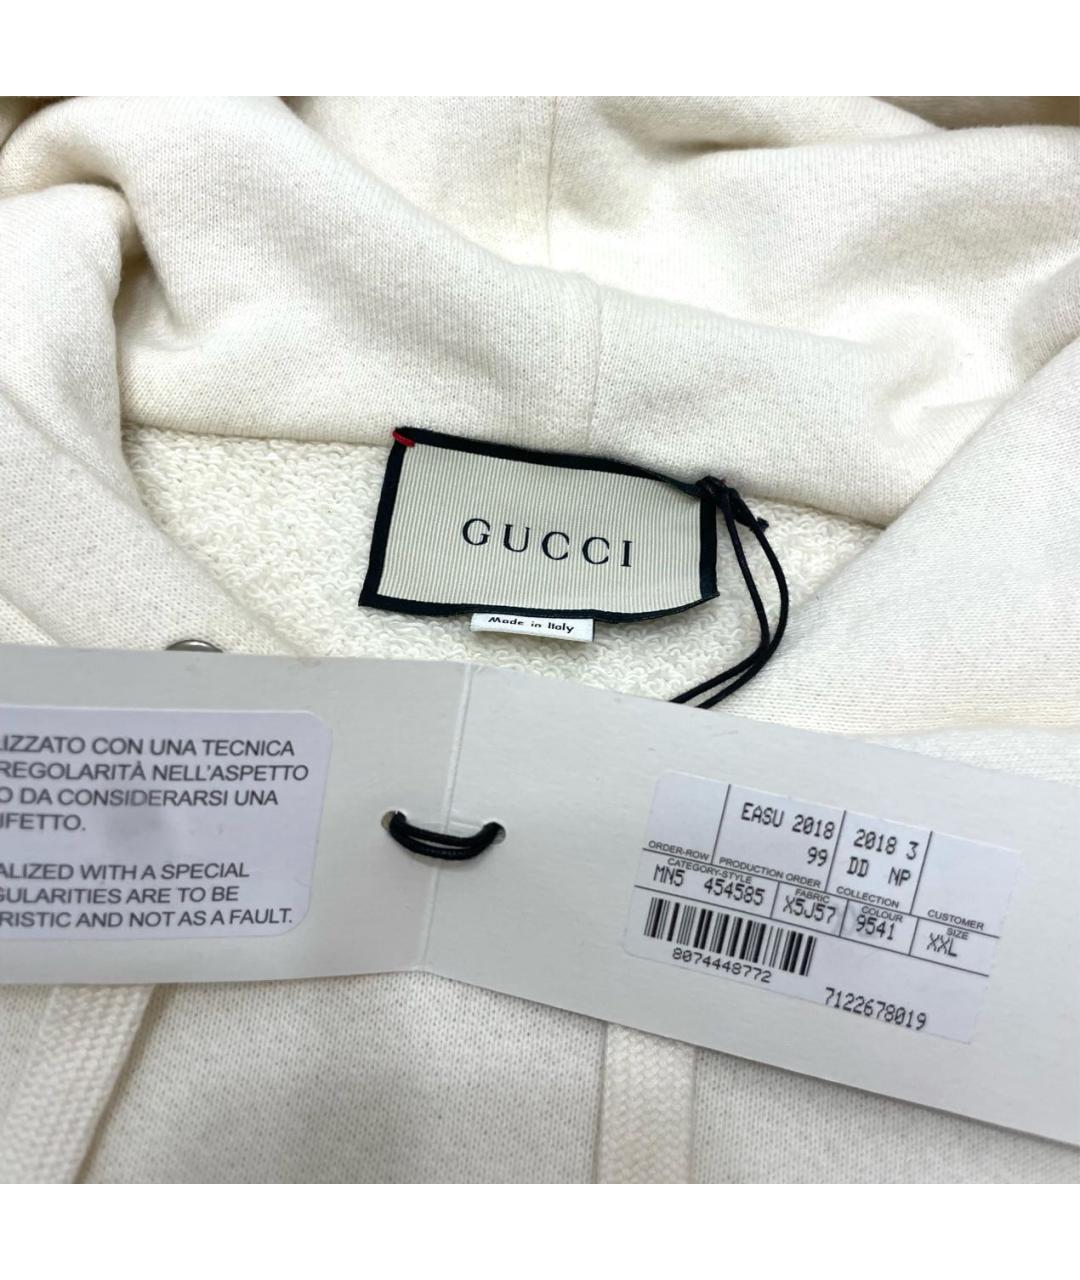 GUCCI
Made in Italy
LIZZATO CON UNA TECNICA
REGOLARITÀ NELL'ASPETTO
O DA CONSIDERARSI UNA
IFETTO.
ALIZED WITH A SPECIAL
GULARITIES ARE TO BE
RISTIC AND NOT AS A FAULT.
EASU 2018 2018 3
99 DD NP
ORDER-ROW PRODUCTION ORDER COLLECTION CUSTOMER
CATEGORY-STYLE FABRIC COLOUR SIZE
MN5 454585 X5J57 9541 XXL
8074448772
7122678019